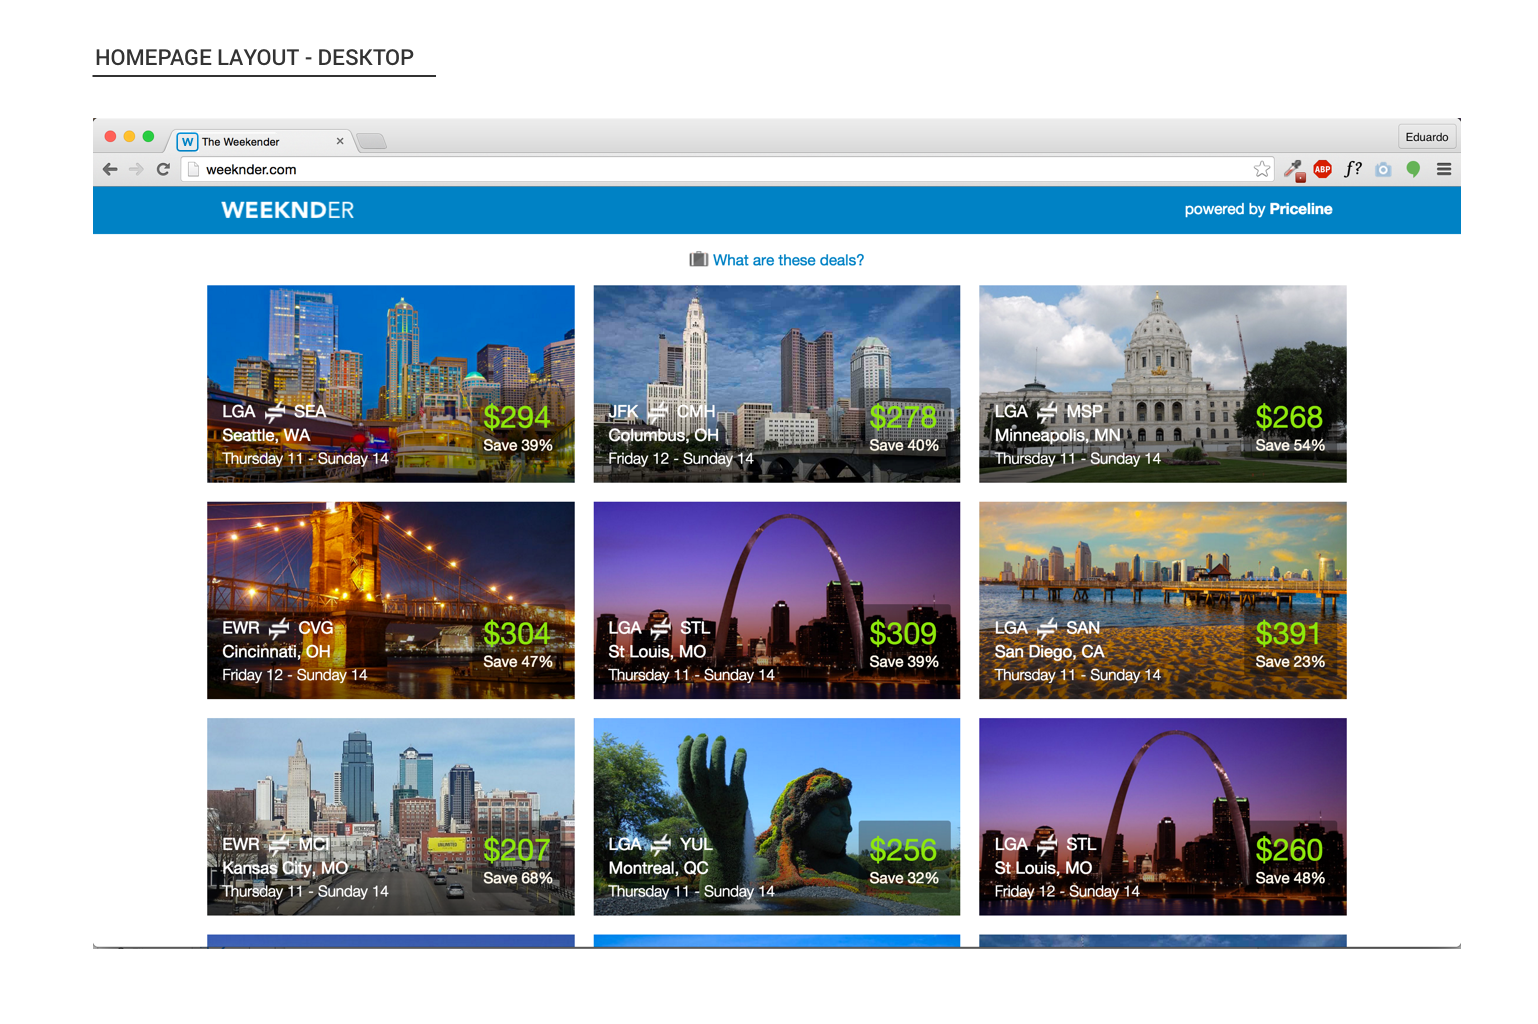 HOMEPAGE LAYOUT - DESKTOP
W The Weekender
Eduardo
weeknder.com
ABP f?
WEEKNDER
powered by Priceline
What are these deals?
LGA SEA
Seattle, WA
Thursday 11 - Sunday 14
$294
Save 39%
JFK CMH
Columbus, OH
Friday 12 - Sunday 14
$278
Save 40%
LGA MSP
Minneapolis, MN
Thursday 11 - Sunday 14
$268
Save 54%
EWR CVG
Cincinnati, OH
Friday 12 - Sunday 14
$304
Save 47%
LGA STL
St Louis, MO
Thursday 11 - Sunday 14
$309
Save 39%
LGA SAN
San Diego, CA
Thursday 11 - Sunday 14
$391
Save 23%
EWR MCI
Kansas City, MO
Thursday 11 - Sunday 14
$207
Save 68%
LGA YUL
Montreal, QC
Thursday 11 - Sunday 14
$256
Save 32%
LGA STL
St Louis, MO
Friday 12 - Sunday 14
$260
Save 48%